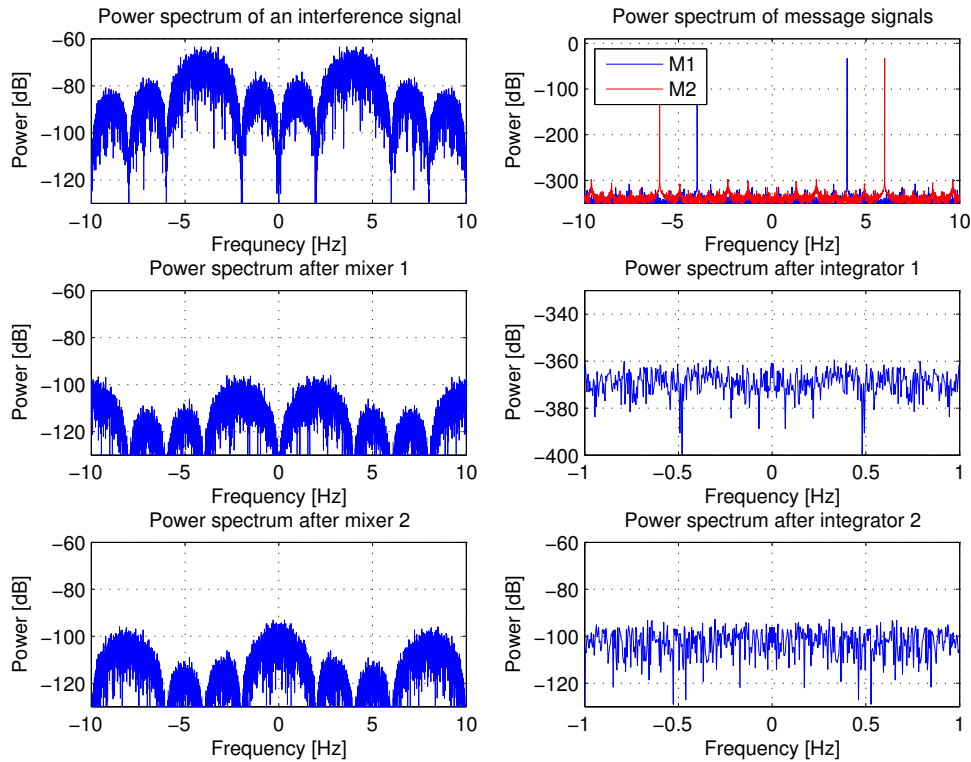 Power spectrum of an interference signal
−60
−80
−100
−120
Power [dB]
−10
−5
0
5
10
Frequnecy [Hz]
Power spectrum of message signals
0
−100
−200
−300
Power [dB]
M1
M2
−10
−5
0
5
10
Frequnecy [Hz]
Power spectrum after mixer 1
−60
−80
−100
−120
Power [dB]
−10
−5
0
5
10
Frequency [Hz]
Power spectrum after integrator 1
−340
−360
−380
−400
Power [dB]
−1
−0.5
0
0.5
1
Frequency [Hz]
Power spectrum after mixer 2
−60
−80
−100
−120
Power [dB]
−10
−5
0
5
10
Frequency [Hz]
Power spectrum after integrator 2
−60
−80
−100
−120
Power [dB]
−1
−0.5
0
0.5
1
Frequency [Hz]